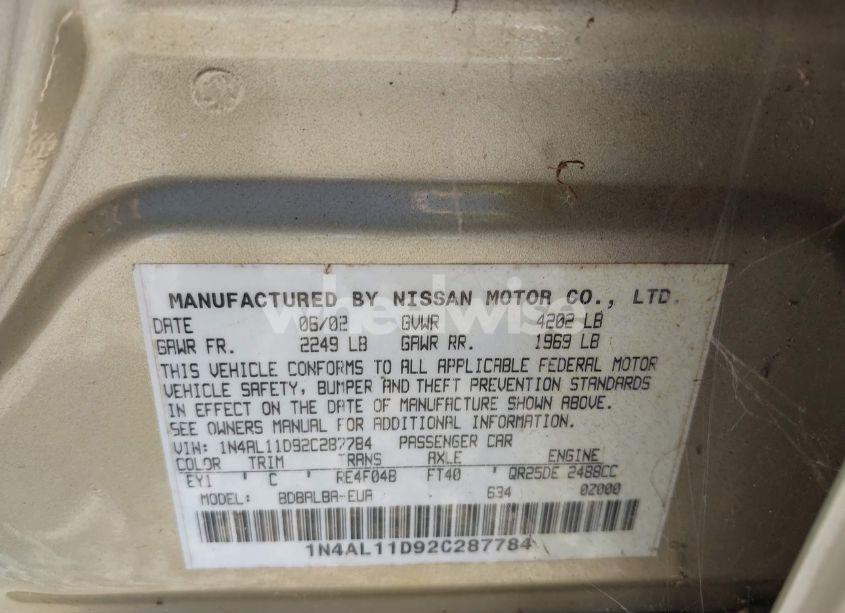 MANUFACTURED BY NISSAN MOTOR CO., LTD.
DATE 06/02 GVWR 4202 LB
GAWR FR. 2249 LB GAWR RR. 1969 LB
THIS VEHICLE CONFORMS TO ALL APPLICABLE FEDERAL MOTOR
VEHICLE SAFETY, BUMPER AND THEFT PREVENTION STANDARDS
IN EFFECT ON THE DATE OF MANUFACTURE SHOWN ABOVE.
SEE OWNERS MANUAL FOR ADDITIONAL INFORMATION.
VIN: 1N4AL11D92C287784 PASSENGER CAR
COLOR TRIM TRANS AXLE ENGINE
EY1 ' C ' RE4F04B FT40 ' QR25DE 2488CC
MODEL: BDBALBA-EUA 634 0Z000
1N4AL11D92C287784
wheelwise